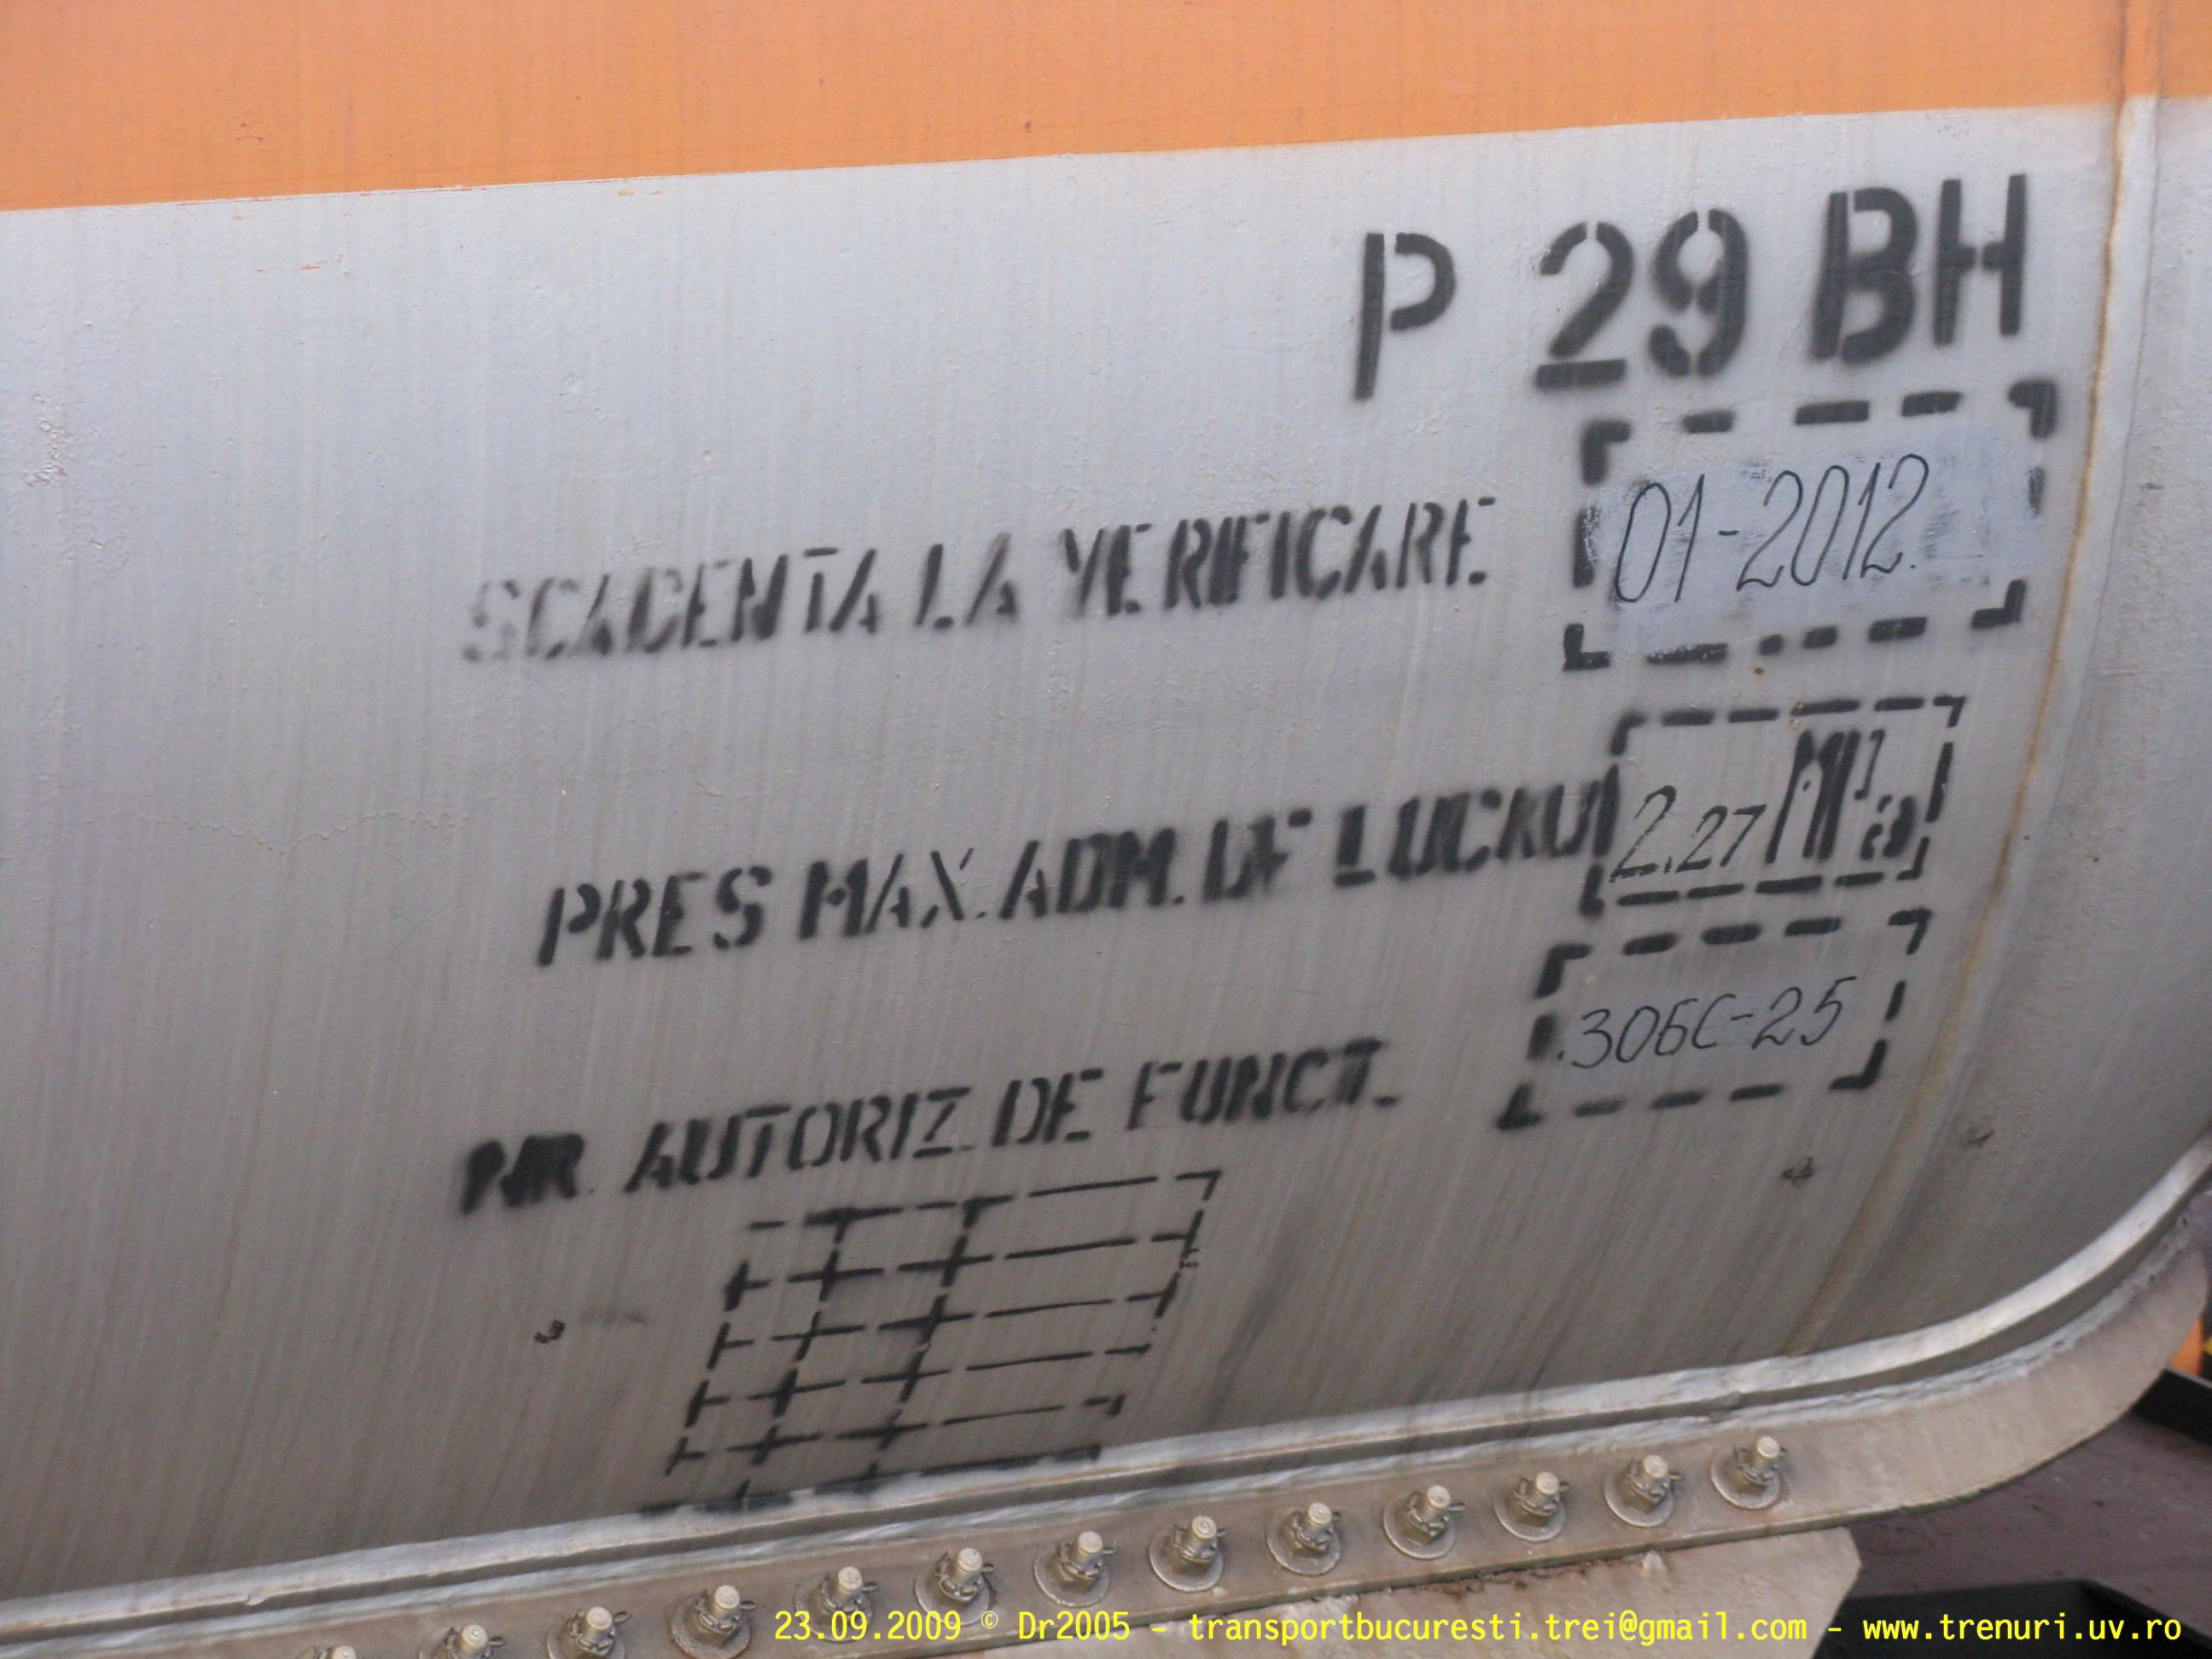 P 29 BH
SCADENTA LA VERIFICARE 01-2012.
PRES MAX. ADM. DE LUCRU 2.27 MPa
NR. AUTORIZ. DE FUNCT. 306C-25
23.09.2009 © Dr2005 - transportbucuresti.trei@gmail.com - www.trenuri.uv.ro